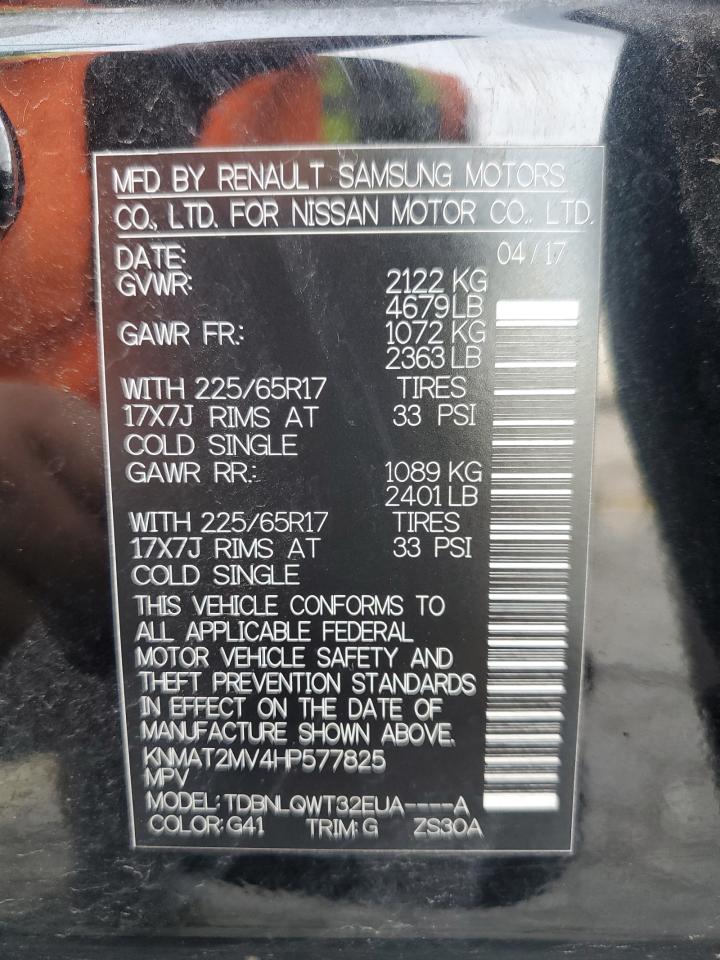 MFD BY RENAULT SAMSUNG MOTORS
CO., LTD. FOR NISSAN MOTOR CO., LTD.
DATE: 04/17
GVWR: 2122 KG
4679LB
GAWR FR.: 1072 KG
2363 LB
WITH 225/65R17 TIRES
17X7J RIMS AT 33 PSI
COLD SINGLE
GAWR RR.: 1089 KG
2401LB
WITH 225/65R17 TIRES
17X7J RIMS AT 33 PSI
COLD SINGLE
THIS VEHICLE CONFORMS TO
ALL APPLICABLE FEDERAL
MOTOR VEHICLE SAFETY AND
THEFT PREVENTION STANDARDS
IN EFFECT ON THE DATE OF
MANUFACTURE SHOWN ABOVE.
KNMAT2MV4HP577825
MPV
MODEL: TDBNLQWT32EUA----A
COLOR: G41 TRIM: G ZS30A